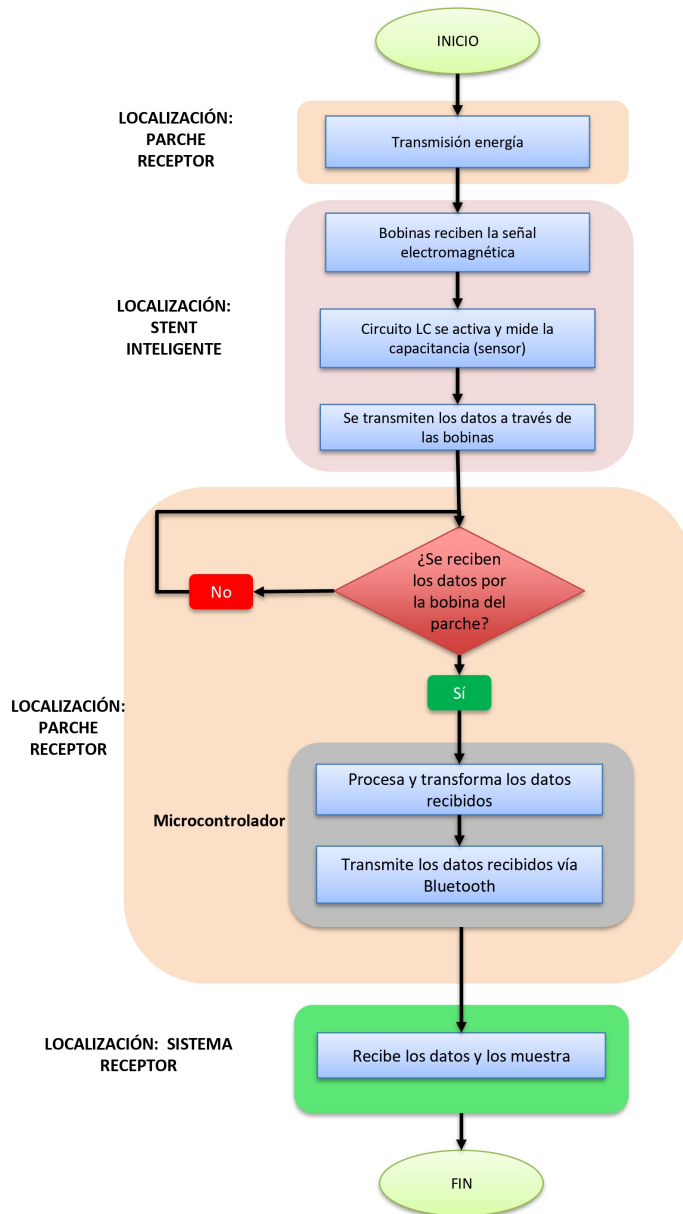 INICIO
LOCALIZACIÓN:
PARCHE
RECEPTOR
Transmisión energía
Bobinas reciben la señal
electromagnética
LOCALIZACIÓN:
STENT
INTELIGENTE
Circuito LC se activa y mide la
capacitancia (sensor)
Se transmiten los datos a través de
las bobinas
¿Se reciben
los datos por
la bobina del
parche?
No
Sí
LOCALIZACIÓN:
PARCHE
RECEPTOR
Procesa y transforma los datos
recibidos
Microcontrolador
Transmite los datos recibidos vía
Bluetooth
LOCALIZACIÓN: SISTEMA
RECEPTOR
Recibe los datos y los muestra
FIN